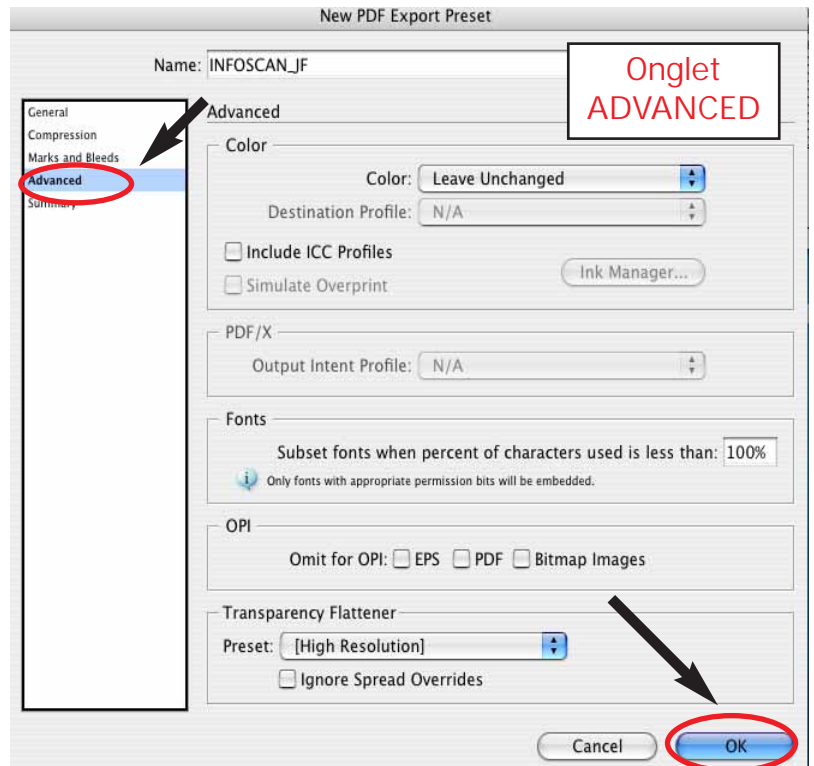 New PDF Export Preset
Name: INFOSCAN_JF
Onglet
ADVANCED
General
Compression
Marks and Bleeds
Advanced
Summary
Advanced
Color
Color: Leave Unchanged
Destination Profile: N/A
Include ICC Profiles
Ink Manager...
Simulate Overprint
PDF/X
Output Intent Profile: N/A
Fonts
Subset fonts when percent of characters used is less than: 100%
Only fonts with appropriate permission bits will be embedded.
OPI
Omit for OPI: EPS PDF Bitmap Images
Transparency Flattener
Preset: [High Resolution]
Ignore Spread Overrides
Cancel OK